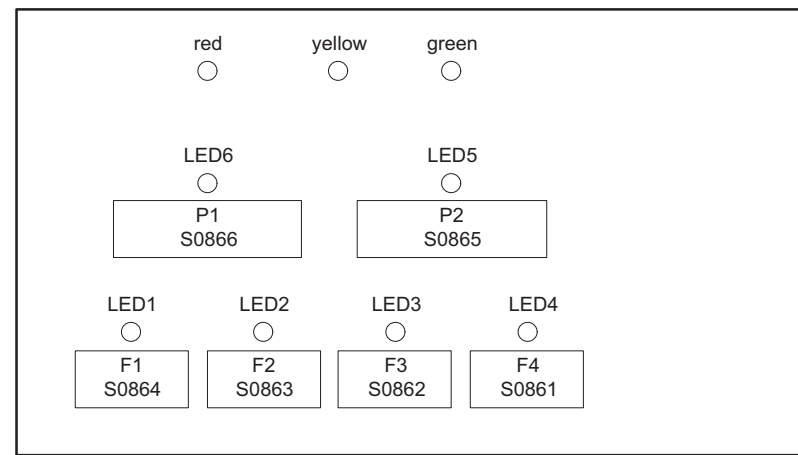 red yellow green
LED6 LED5
P1 P2
S0866 S0865
LED1 LED2 LED3 LED4
F1 F2 F3 F4
S0864 S0863 S0862 S0861